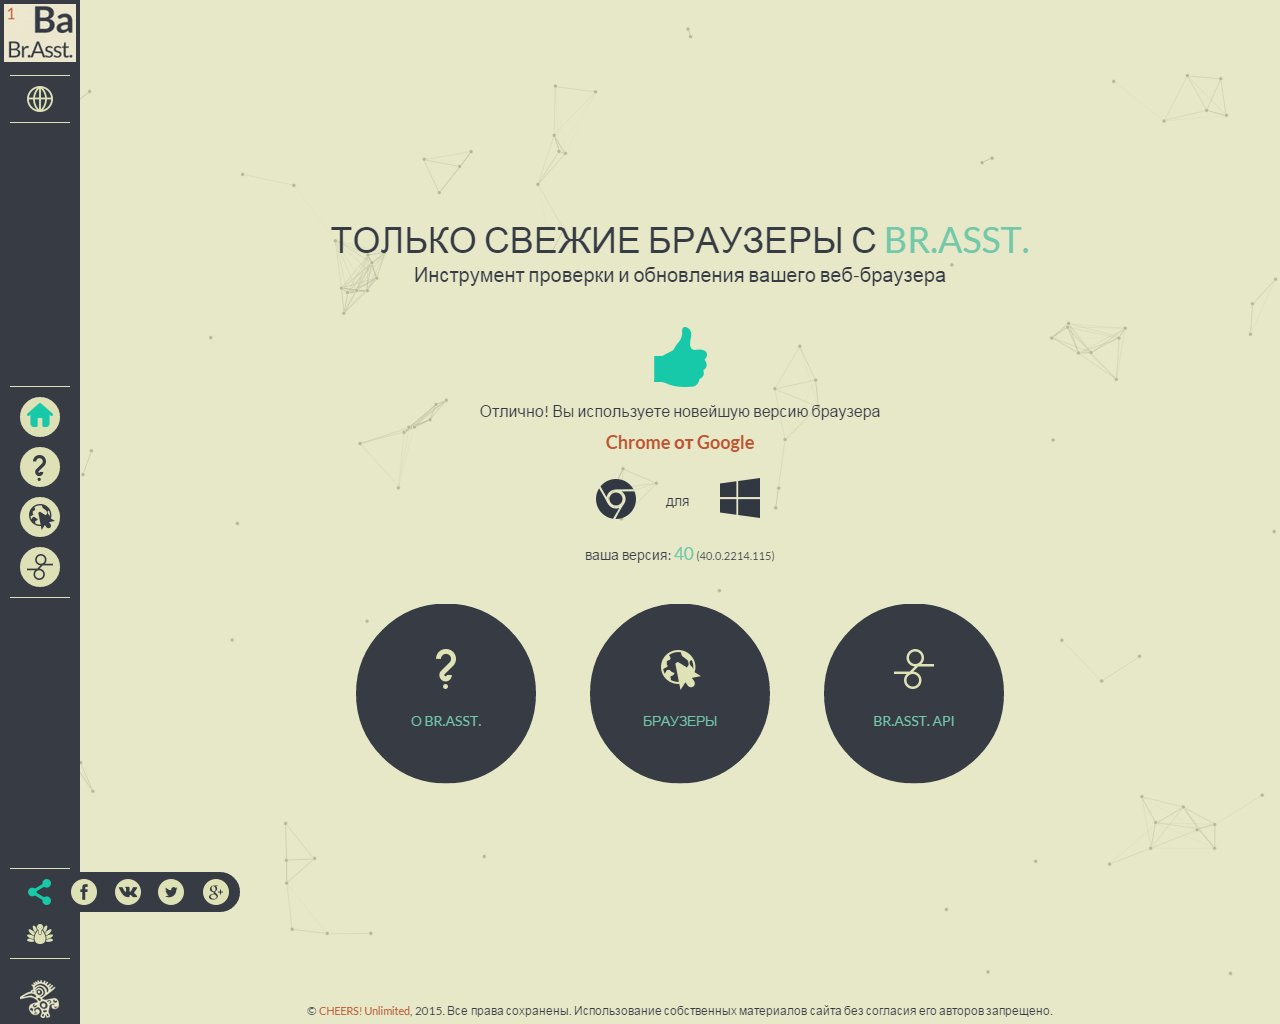 1 Ba
Br.Asst.
ТОЛЬКО СВЕЖИЕ БРАУЗЕРЫ С BR.ASST.
Инструмент проверки и обновления вашего веб-браузера
Отлично! Вы используете новейшую версию браузера
Chrome от Google
для
ваша версия: 40 (40.0.2214.115)
О BR.ASST.
БРАУЗЕРЫ
BR.ASST. API
© CHEERS! Unlimited, 2015. Все права сохранены. Использование собственных материалов сайта без согласия его авторов запрещено.